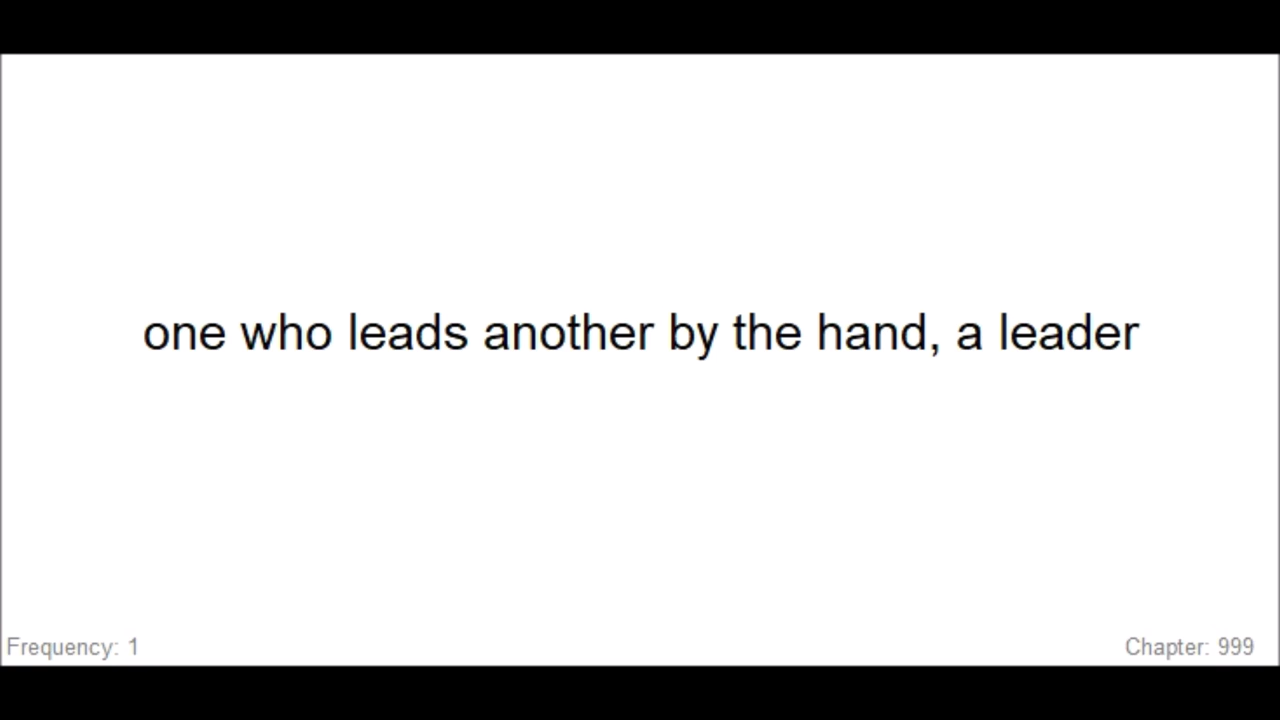 one who leads another by the hand, a leader
Frequency: 1
Chapter: 999